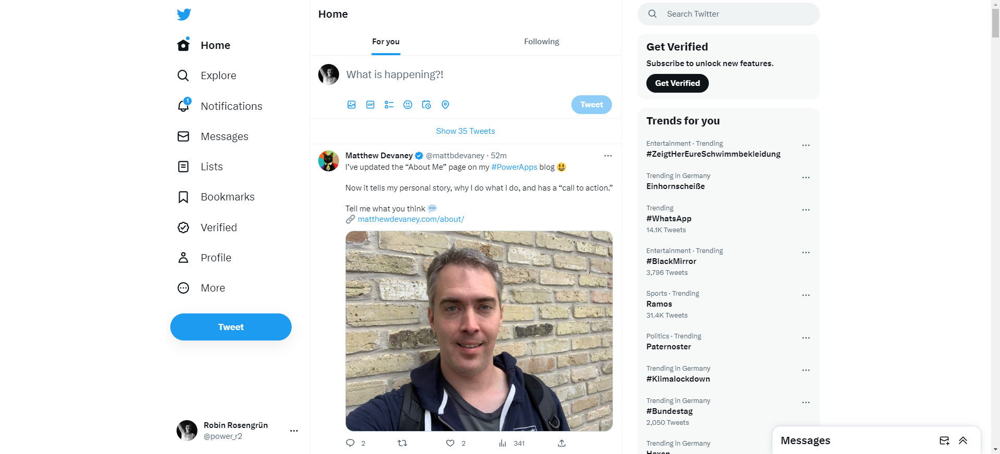 Home
Explore
1
Notifications
Messages
Lists
Bookmarks
Verified
Profile
More
Tweet
Robin Rosengrün
@power_r2
Home
For you
Following
What is happening?!
GIF
Tweet
Show 35 Tweets
Matthew Devaney @mattbdevaney · 52m
I’ve updated the “About Me” page on my #PowerApps blog 😃
Now it tells my personal story, why I do what I do, and has a “call to action.”
Tell me what you think 💬
🔗 matthewdevaney.com/about/
2
2
341
Search Twitter
Get Verified
Subscribe to unlock new features.
Get Verified
Trends for you
Entertainment · Trending
#ZeigtHerEureSchwimmbekleidung
Trending in Germany
Einhornscheiße
Trending
#WhatsApp
14.1K Tweets
Entertainment · Trending
#BlackMirror
3,796 Tweets
Sports · Trending
Ramos
31.4K Tweets
Politics · Trending
Paternoster
Trending in Germany
#Klimalockdown
Trending in Germany
#Bundestag
2,050 Tweets
Trending in Germany
Hexen
Messages